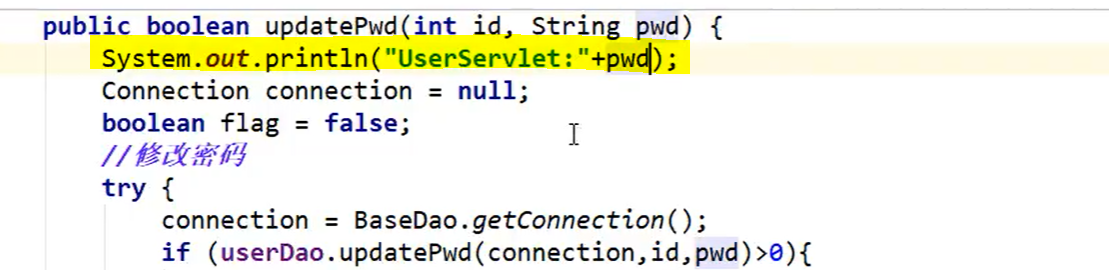 public boolean updatePwd(int id, String pwd) {
System.out.println("UserServlet:"+pwd);
Connection connection = null;
boolean flag = false;
//修改密码
try {
connection = BaseDao.getConnection();
if (userDao.updatePwd(connection,id,pwd)>0){